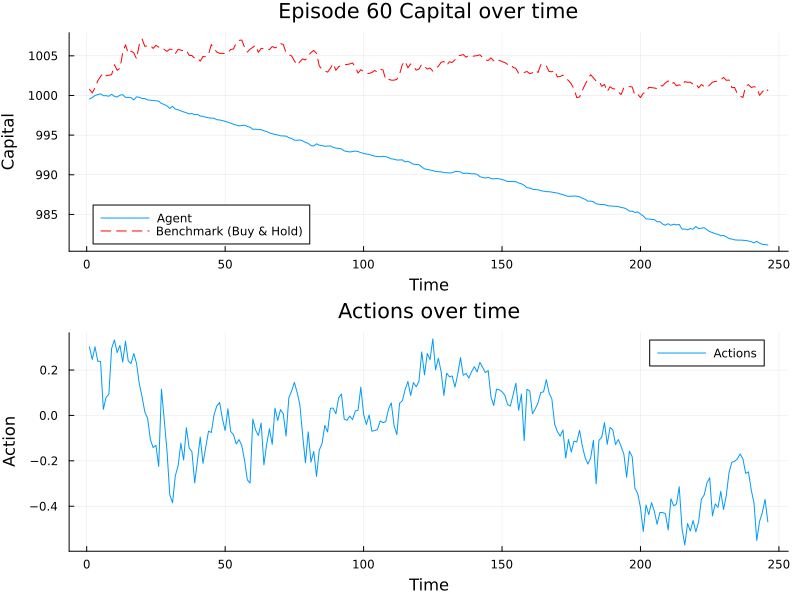 Episode 60 Capital over time
1005
1000
995
990
985
Capital
Agent
Benchmark (Buy & Hold)
0 50 100 150 200 250
Time
Actions over time
0.2
0.0
−0.2
−0.4
Action
Actions
0 50 100 150 200 250
Time